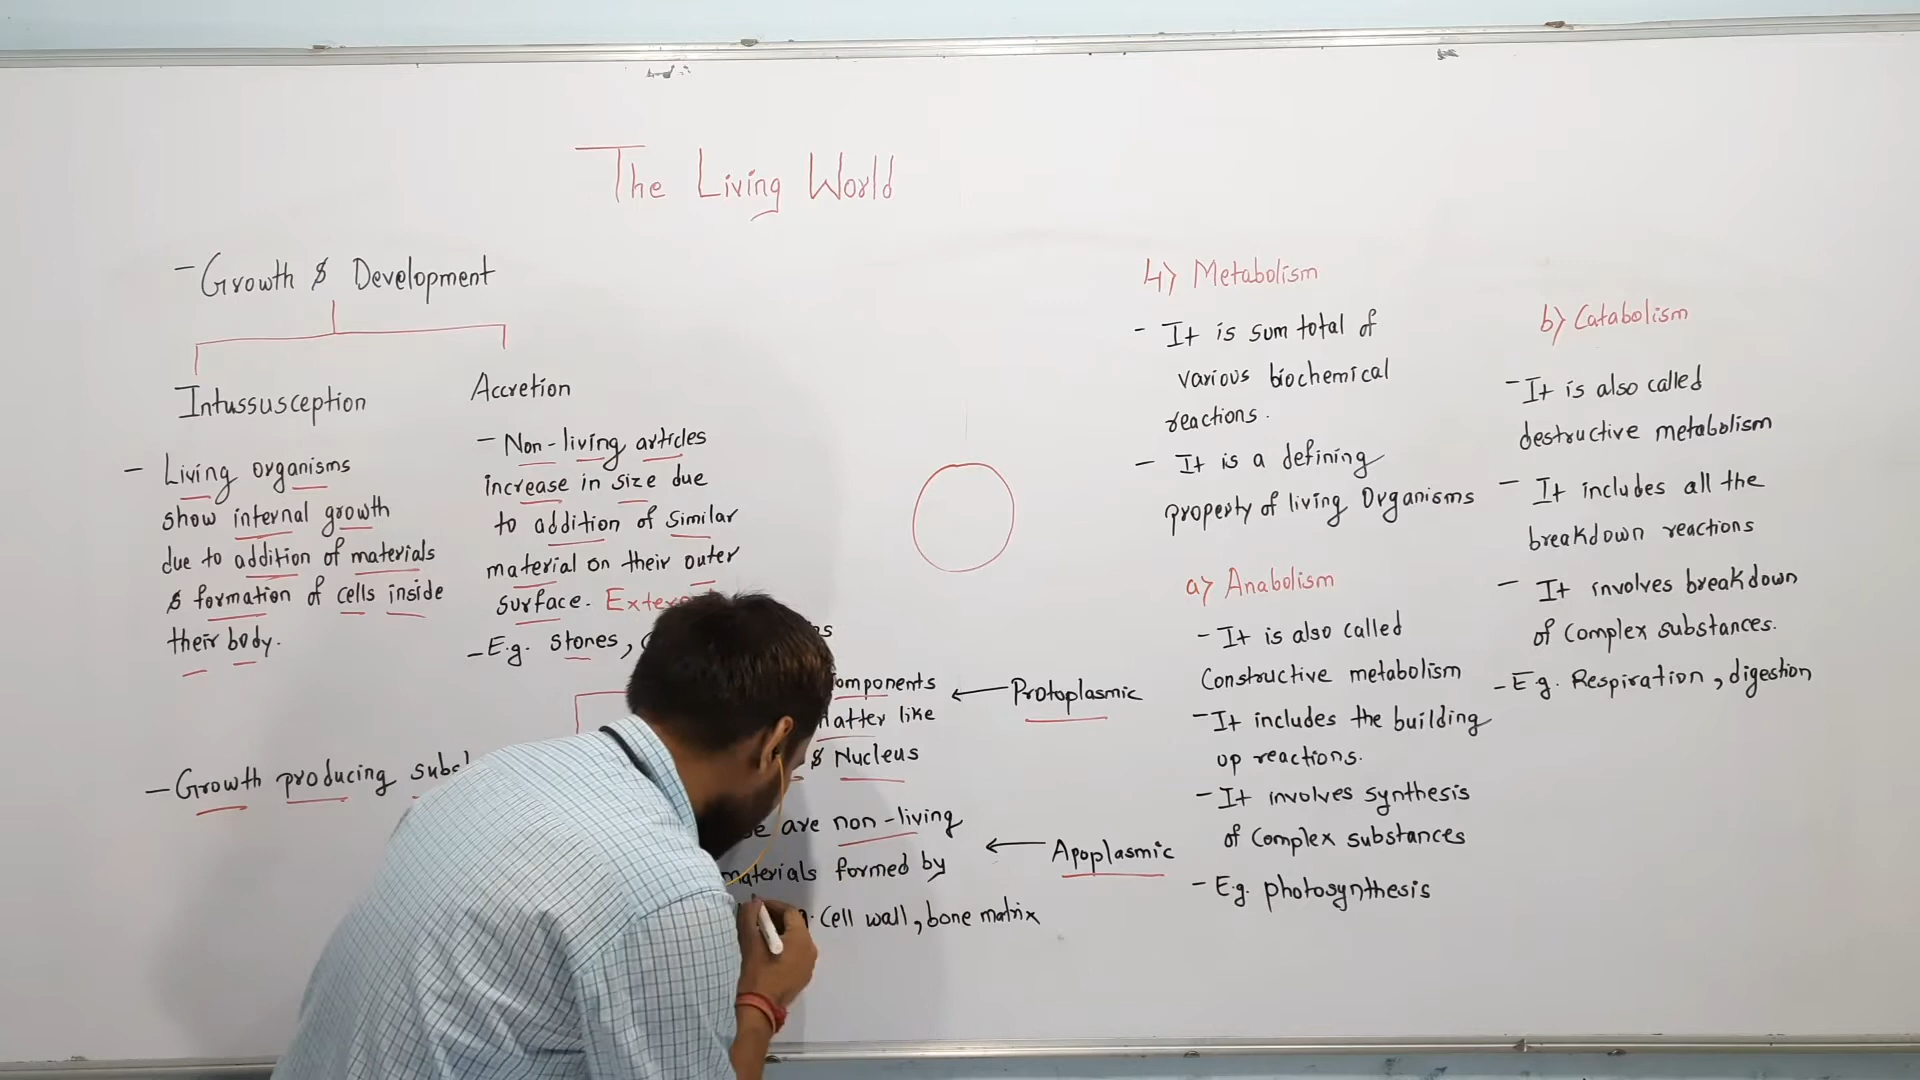 The Living World
- Growth & Development
Intussusception
- Living organisms
show internal growth
due to addition of materials
& formation of cells inside
their body.
Accretion
- Non-living articles
increase in size due
to addition of similar
material on their outer
surface.
- E.g. stones,
- Growth producing
components
matter like
& Nucleus
← Protoplasmic
are non-living
materials formed by
cell wall, bone matrix
← Apoplasmic
4) Metabolism
- It is sum total of
various biochemical
reactions.
- It is a defining
property of living Organisms
a) Anabolism
- It is also called
Constructive metabolism
- It includes the building
up reactions.
- It involves synthesis
of Complex substances
- E.g. photosynthesis
b) Catabolism
- It is also called
destructive metabolism
- It includes all the
breakdown reactions
- It involves breakdown
of Complex substances.
- E.g. Respiration, digestion